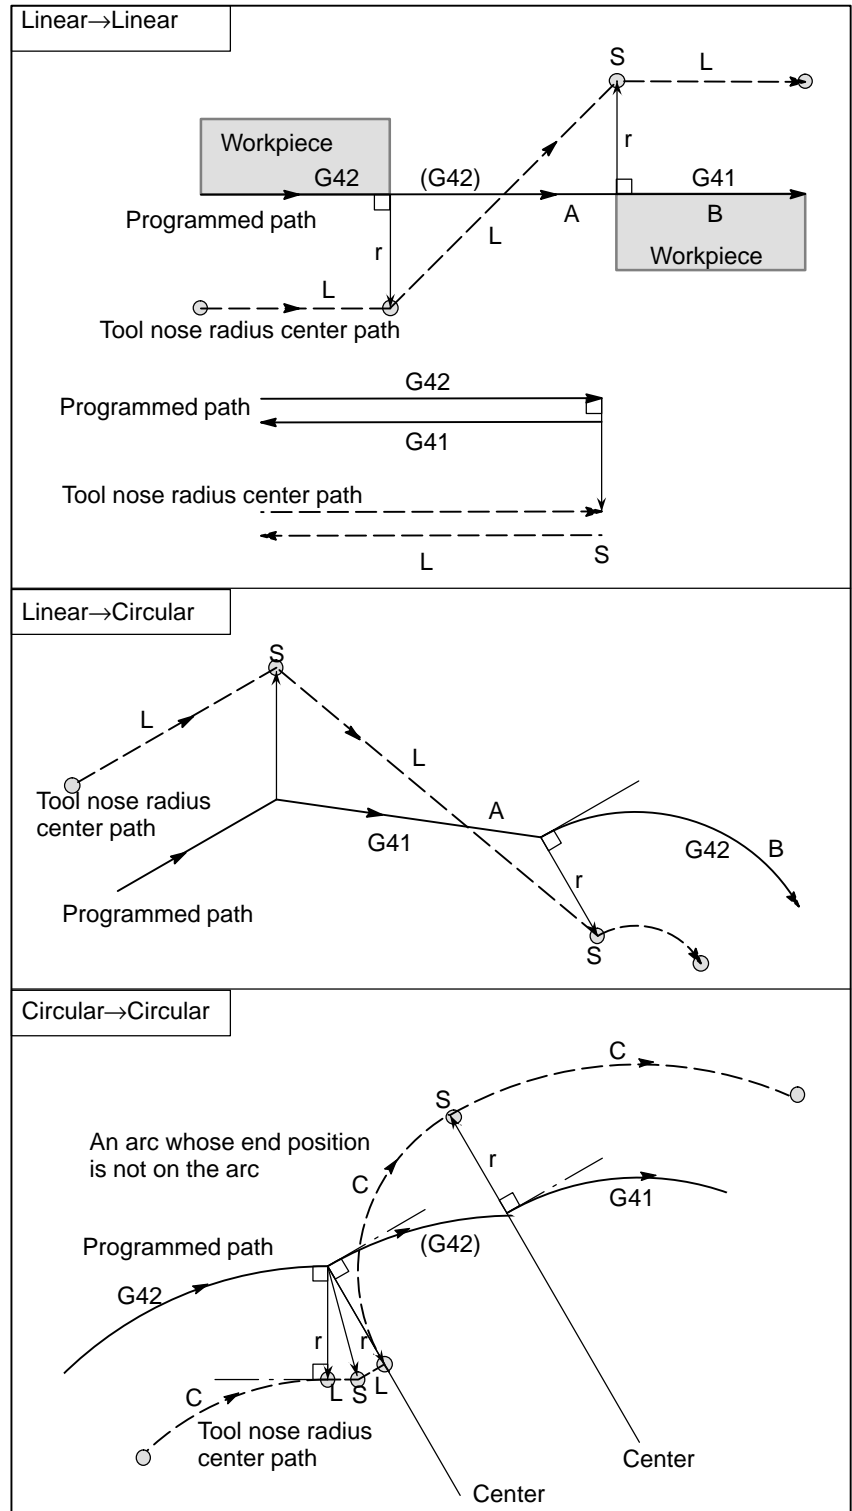 Linear→Linear
S
L
Workpiece
r
G42
(G42)
G41
Programmed path
A
B
L
r
Workpiece
L
Tool nose radius center path
G42
Programmed path
G41
Tool nose radius center path
L
S
Linear→Circular
S
L
L
Tool nose radius
center path
A
G41
G42
B
r
Programmed path
S
Circular→Circular
C
S
An arc whose end position
is not on the arc
r
C
G41
Programmed path
(G42)
G42
r
r
L
S
L
C
Tool nose radius
center path
Center
Center